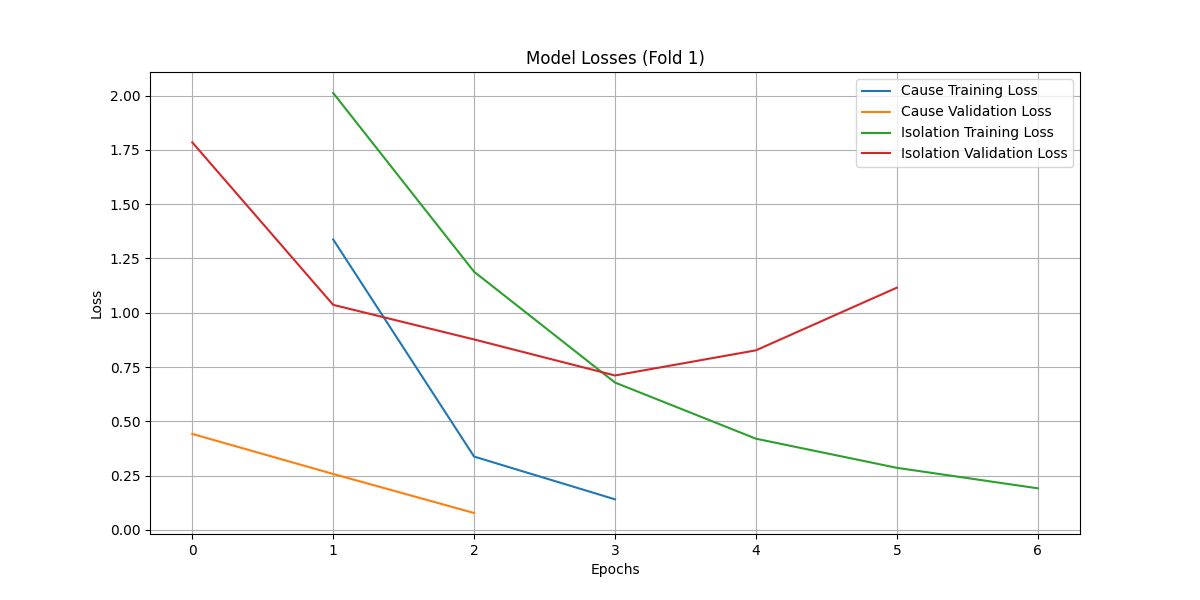 Model Losses (Fold 1)
Cause Training Loss
Cause Validation Loss
Isolation Training Loss
Isolation Validation Loss
Loss
2.00
1.75
1.50
1.25
1.00
0.75
0.50
0.25
0.00
0 1 2 3 4 5 6
Epochs